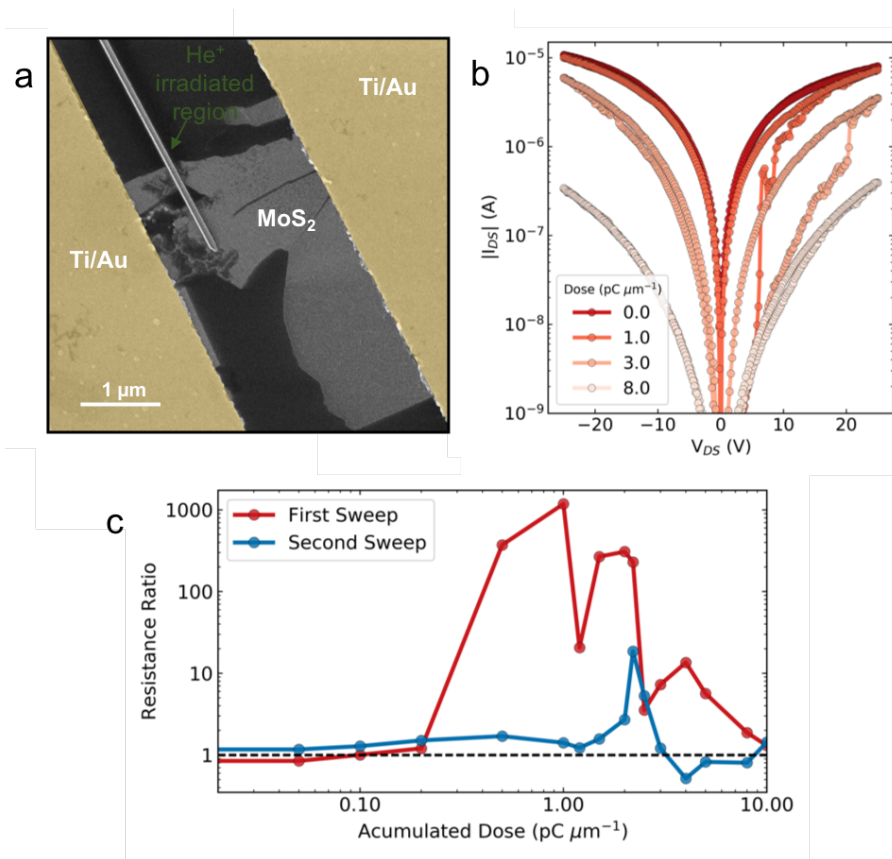 a
He+
irradiated
region
Ti/Au
MoS2
Ti/Au
1 μm
b
10−5
10−6
10−7
10−8
10−9
|IDS| (A)
Dose (pC μm−1)
0.0
1.0
3.0
8.0
−20 −10 0 10 20
VDS (V)
c
First Sweep
Second Sweep
1000
100
10
1
Resistance Ratio
0.10 1.00 10.00
Acumulated Dose (pC μm−1)